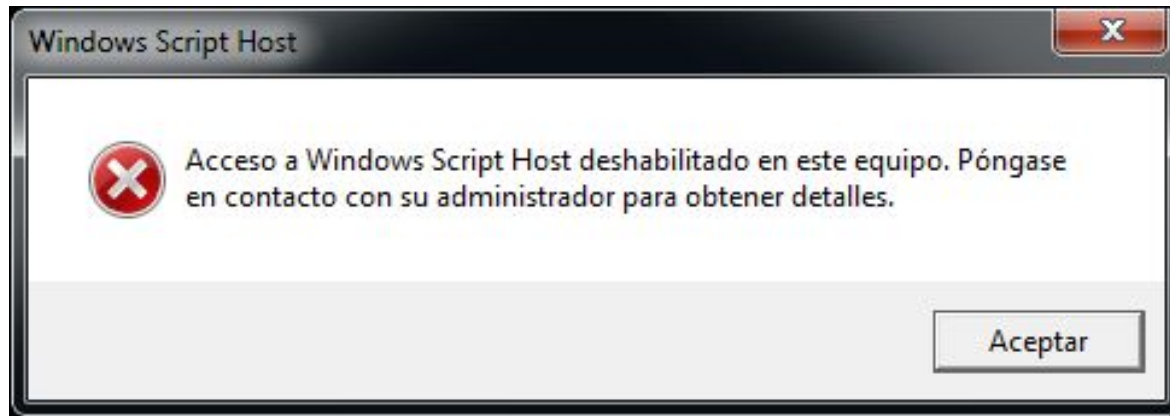 Windows Script Host
Acceso a Windows Script Host deshabilitado en este equipo. Póngase
en contacto con su administrador para obtener detalles.
Aceptar